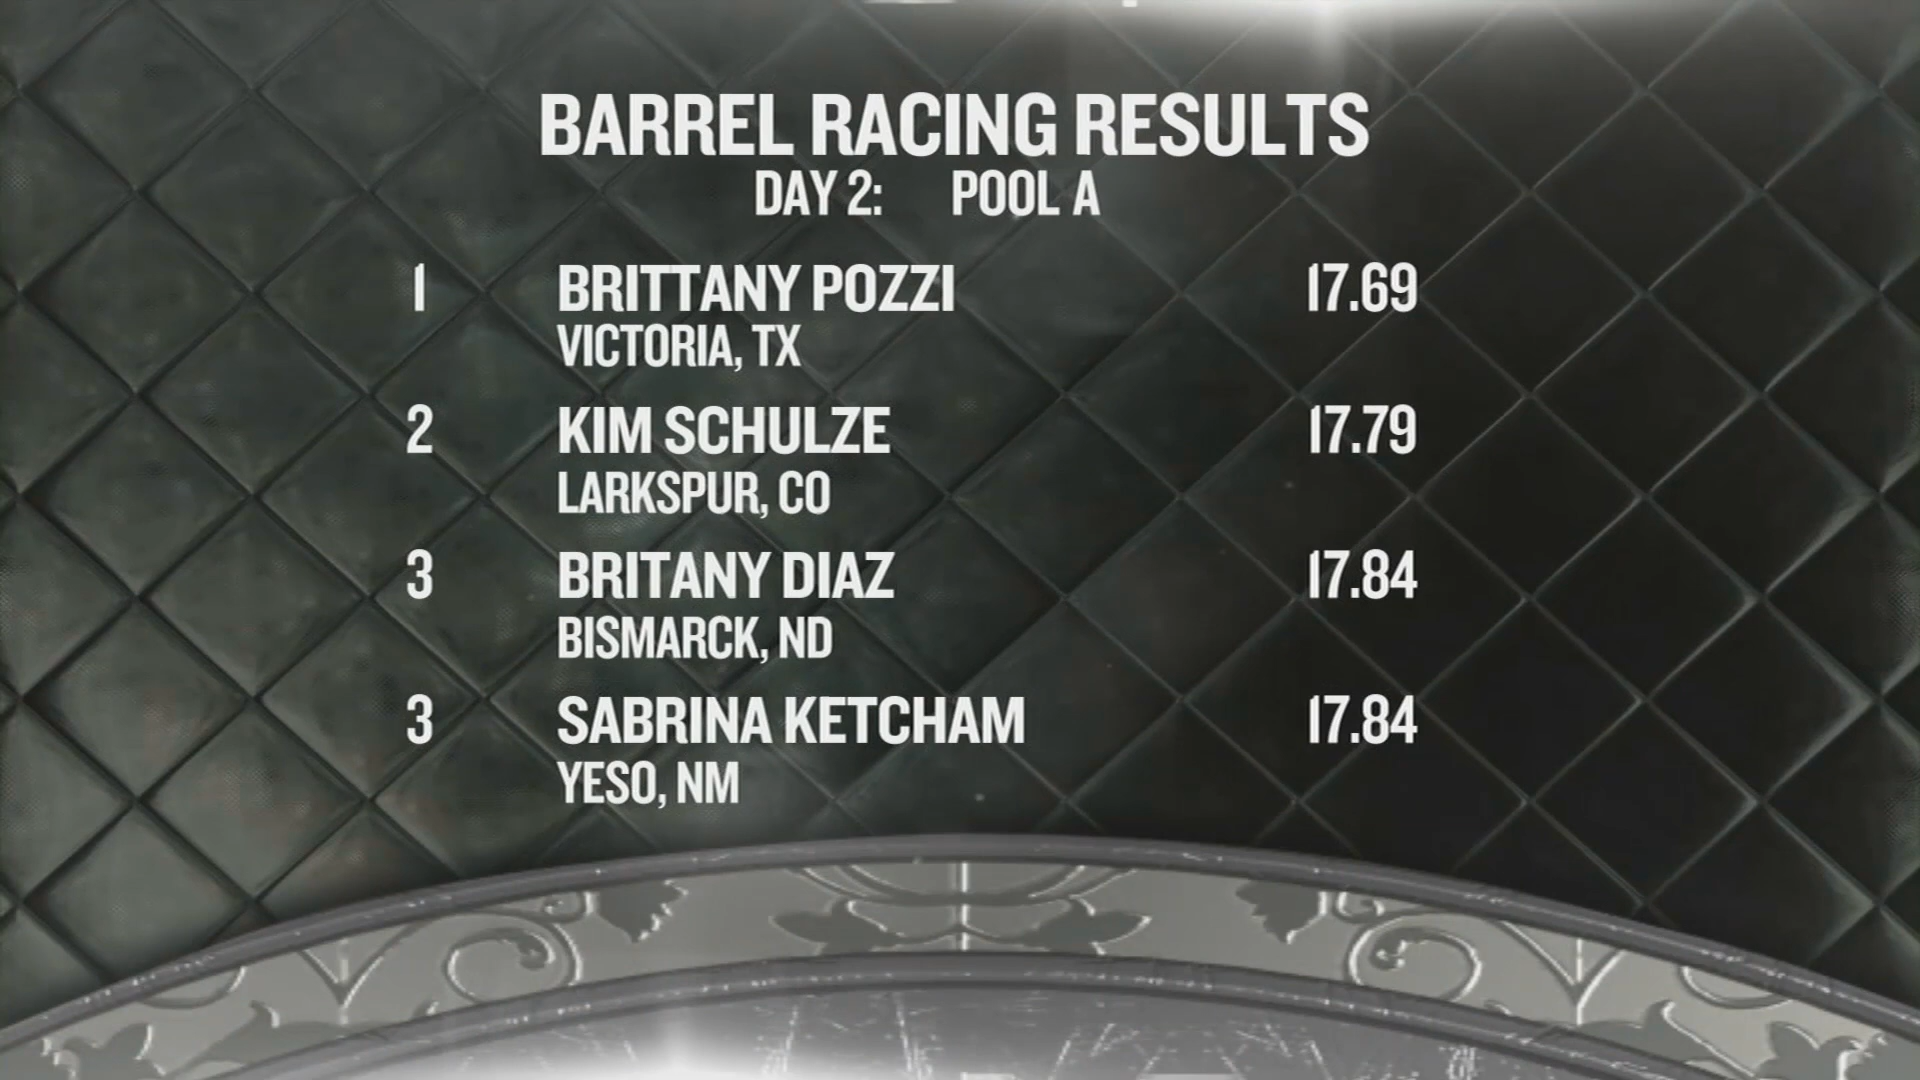 BARREL RACING RESULTS
DAY 2: POOL A
1 BRITTANY POZZI 17.69
VICTORIA, TX
2 KIM SCHULZE 17.79
LARKSPUR, CO
3 BRITANY DIAZ 17.84
BISMARCK, ND
3 SABRINA KETCHAM 17.84
YESO, NM